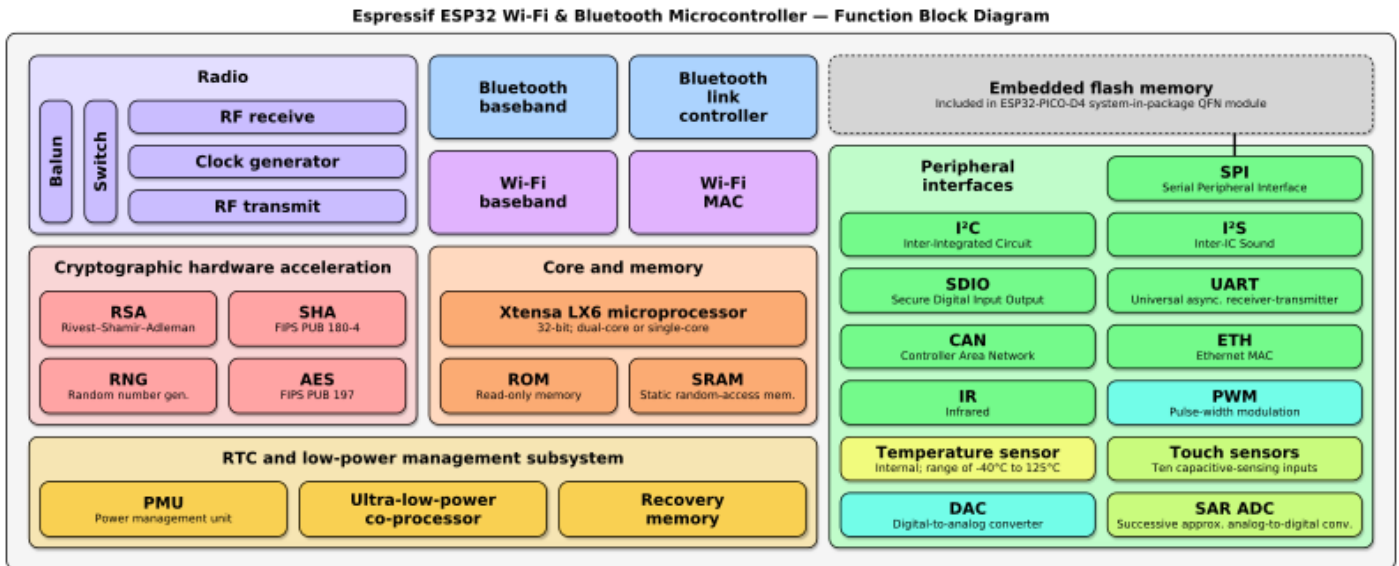 Espressif ESP32 Wi-Fi & Bluetooth Microcontroller — Function Block Diagram
Radio
Balun
Switch
RF receive
Clock generator
RF transmit
Bluetooth
baseband
Bluetooth
link
controller
Wi-Fi
baseband
Wi-Fi
MAC
Embedded flash memory
Included in ESP32-PICO-D4 system-in-package QFN module
Cryptographic hardware acceleration
RSA
Rivest–Shamir–Adleman
SHA
FIPS PUB 180-4
RNG
Random number gen.
AES
FIPS PUB 197
Core and memory
Xtensa LX6 microprocessor
32-bit; dual-core or single-core
ROM
Read-only memory
SRAM
Static random-access mem.
RTC and low-power management subsystem
PMU
Power management unit
Ultra-low-power
co-processor
Recovery
memory
Peripheral
interfaces
SPI
Serial Peripheral Interface
I²C
Inter-Integrated Circuit
I²S
Inter-IC Sound
SDIO
Secure Digital Input Output
UART
Universal async. receiver-transmitter
CAN
Controller Area Network
ETH
Ethernet MAC
IR
Infrared
PWM
Pulse-width modulation
Temperature sensor
Internal; range of -40°C to 125°C
Touch sensors
Ten capacitive-sensing inputs
DAC
Digital-to-analog converter
SAR ADC
Successive approx. analog-to-digital conv.